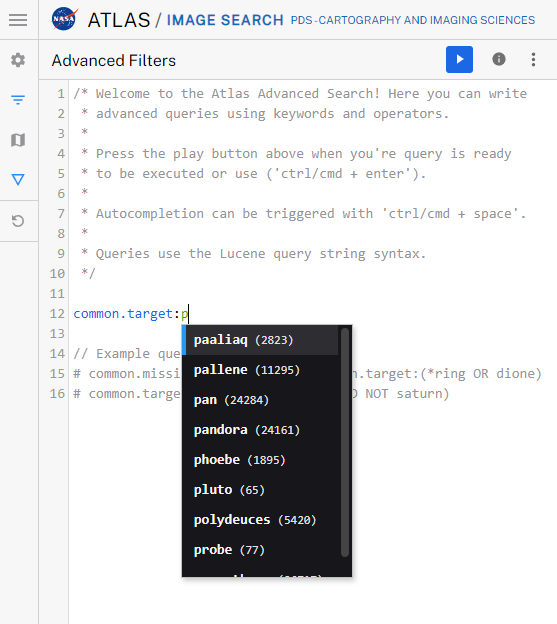 NASA ATLAS / IMAGE SEARCH PDS - CARTOGRAPHY AND IMAGING SCIENCES
Advanced Filters
1 /* Welcome to the Atlas Advanced Search! Here you can write
2 * advanced queries using keywords and operators.
3 *
4 * Press the play button above when you're query is ready
5 * to be executed or use ('ctrl/cmd + enter').
6 *
7 * Autocompletion can be triggered with 'ctrl/cmd + space'.
8 *
9 * Queries use the Lucene query string syntax.
10 */
11
12 common.target:p
13
14 // Example que
15 # common.missi n.target:(*ring OR dione)
16 # common.targe NOT saturn)
paaliaq (2823)
pallene (11295)
pan (24284)
pandora (24161)
phoebe (1895)
pluto (65)
polydeuces (5420)
probe (77)